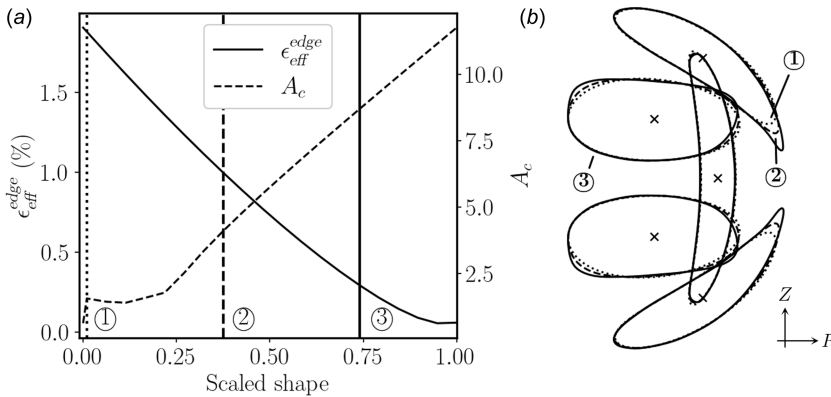 (a)
1.5
1.0
0.5
0.0
ϵ_eff^edge (%)
ϵ_eff^edge
A_c
10.0
7.5
5.0
2.5
A_c
① ② ③
0.00 0.25 0.50 0.75 1.00
Scaled shape
(b)
①
②
③
Z